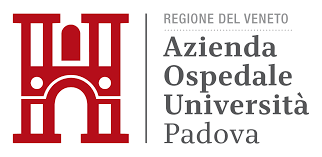 REGIONE DEL VENETO
Azienda
Ospedale
Università
Padova